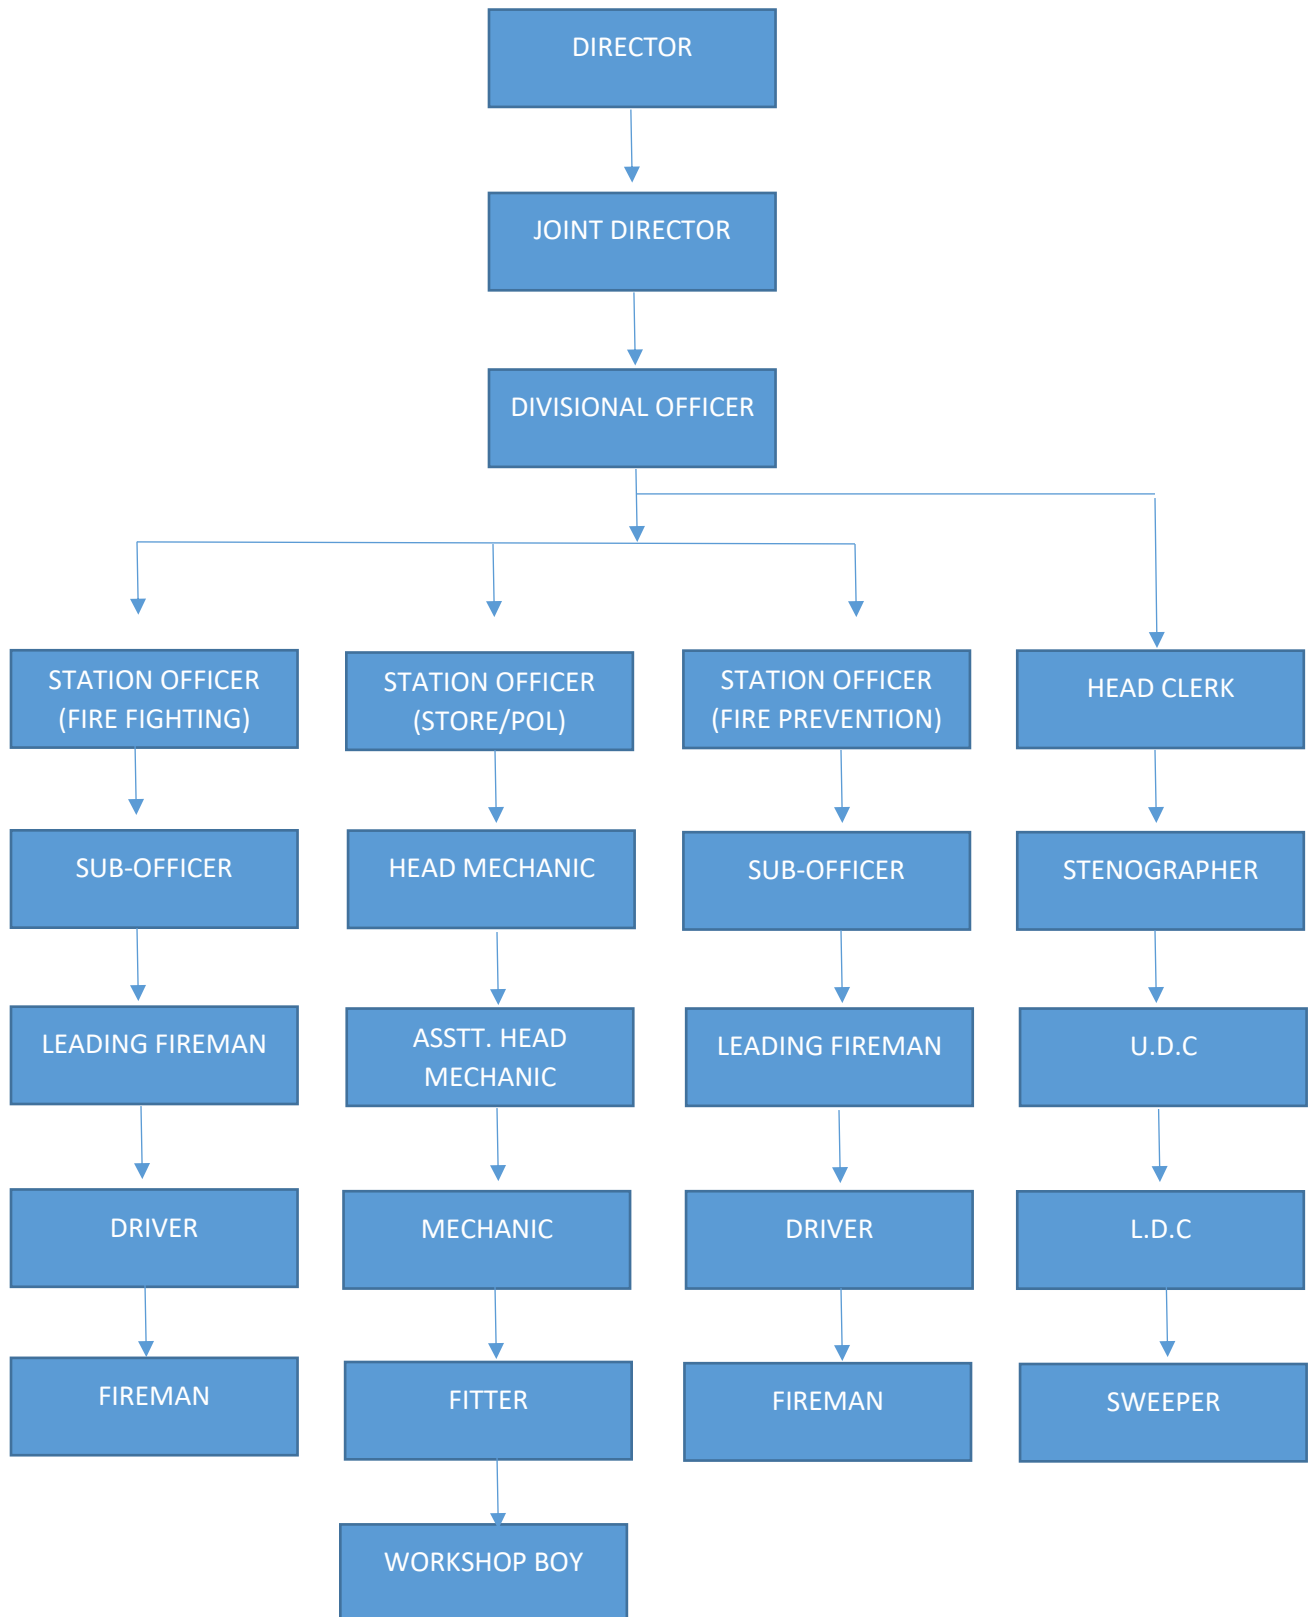 DIRECTOR
JOINT DIRECTOR
DIVISIONAL OFFICER
STATION OFFICER
(FIRE FIGHTING)
STATION OFFICER
(STORE/POL)
STATION OFFICER
(FIRE PREVENTION)
HEAD CLERK
SUB-OFFICER
HEAD MECHANIC
SUB-OFFICER
STENOGRAPHER
LEADING FIREMAN
ASSTT. HEAD
MECHANIC
LEADING FIREMAN
U.D.C
DRIVER
MECHANIC
DRIVER
L.D.C
FIREMAN
FITTER
FIREMAN
SWEEPER
WORKSHOP BOY